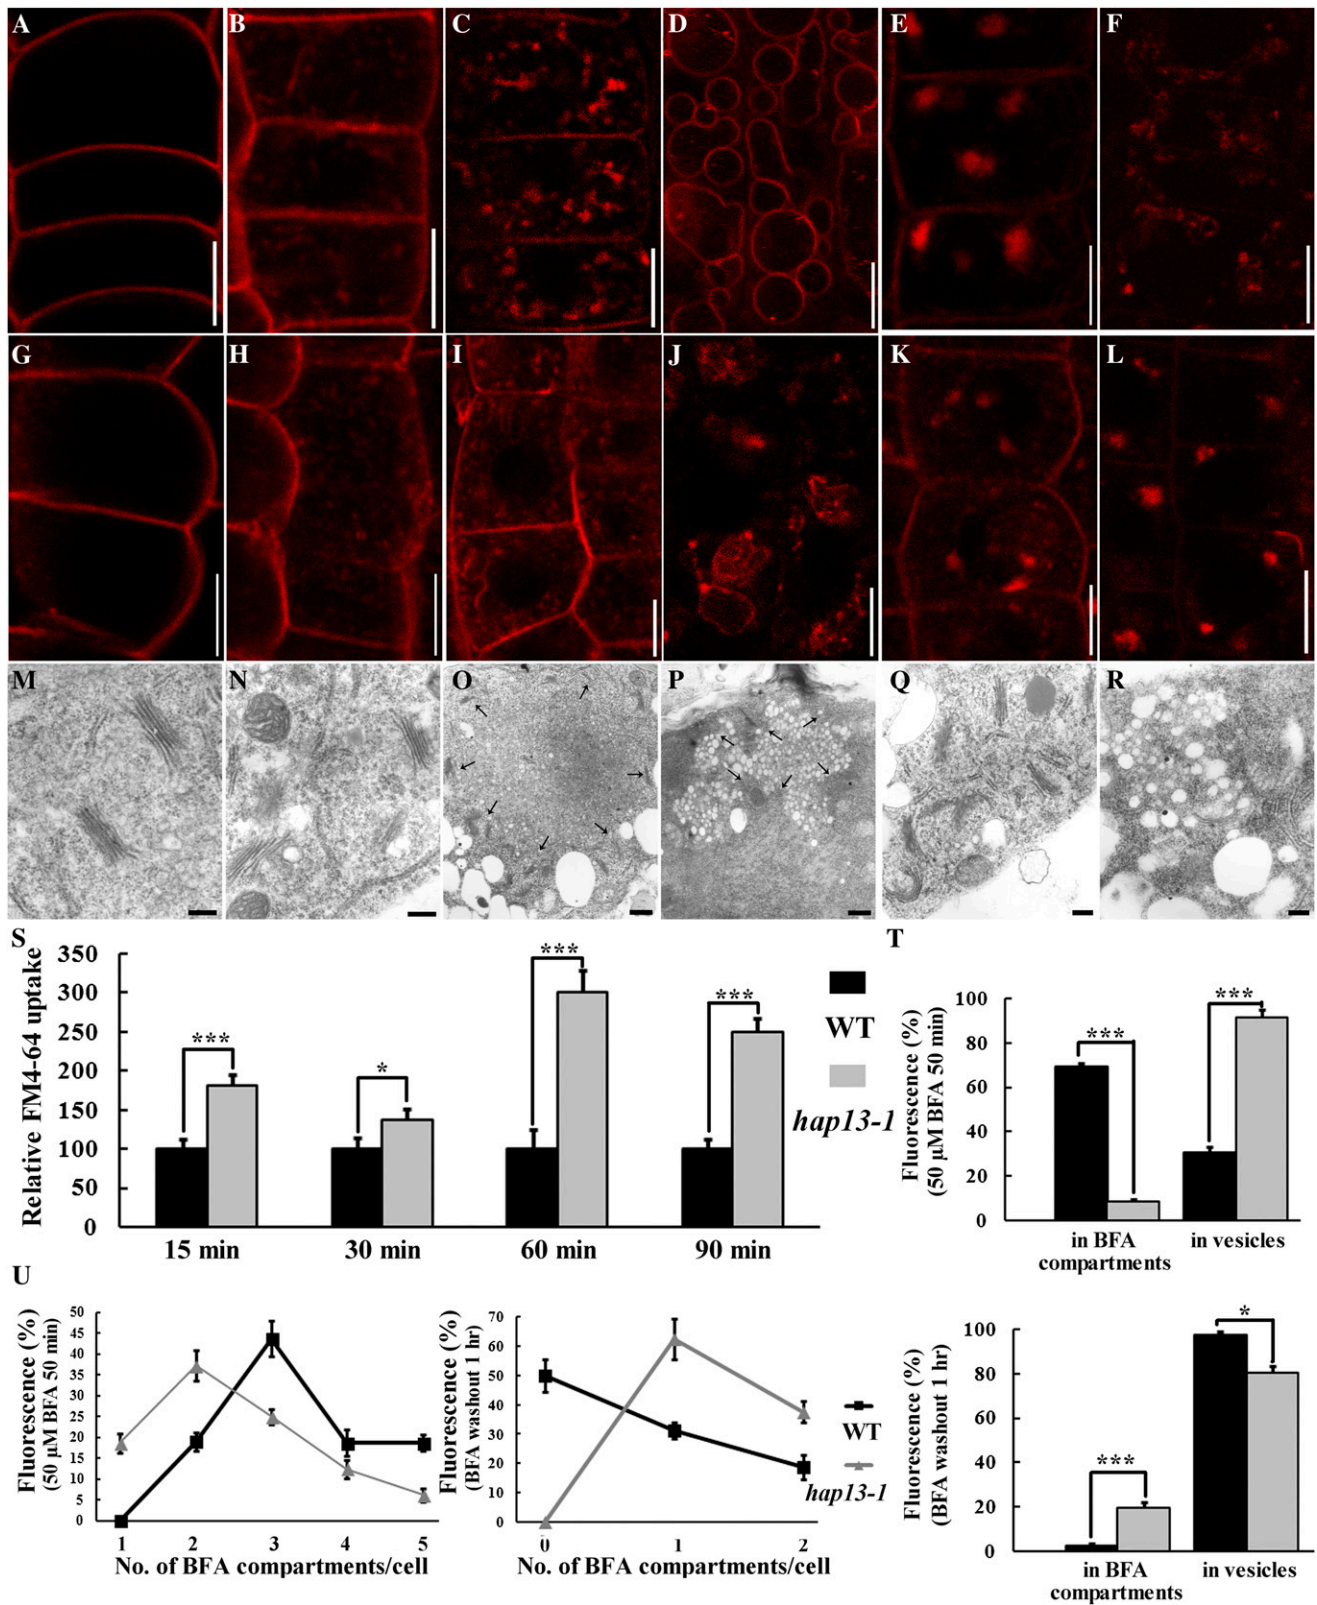 A B C D E F
G H I J K L
M N O P Q R
S
Relative FM4-64 uptake
350
300
250
200
150
100
50
0
*** * *** ***
15 min 30 min 60 min 90 min
WT
hap13-1
T
Fluorescence (%)
(50 µM BFA 50 min)
100
80
60
40
20
0
*** ***
in BFA
compartments
in vesicles
U
Fluorescence (%)
(50 µM BFA 50 min)
50
45
40
35
30
25
20
15
10
5
0
1 2 3 4 5
No. of BFA compartments/cell
Fluorescence (%)
(BFA washout 1 hr)
70
60
50
40
30
20
10
0
0 1 2
No. of BFA compartments/cell
WT
hap13-1
Fluorescence (%)
(BFA washout 1 hr)
100
80
60
40
20
0
*** *
in BFA
compartments
in vesicles